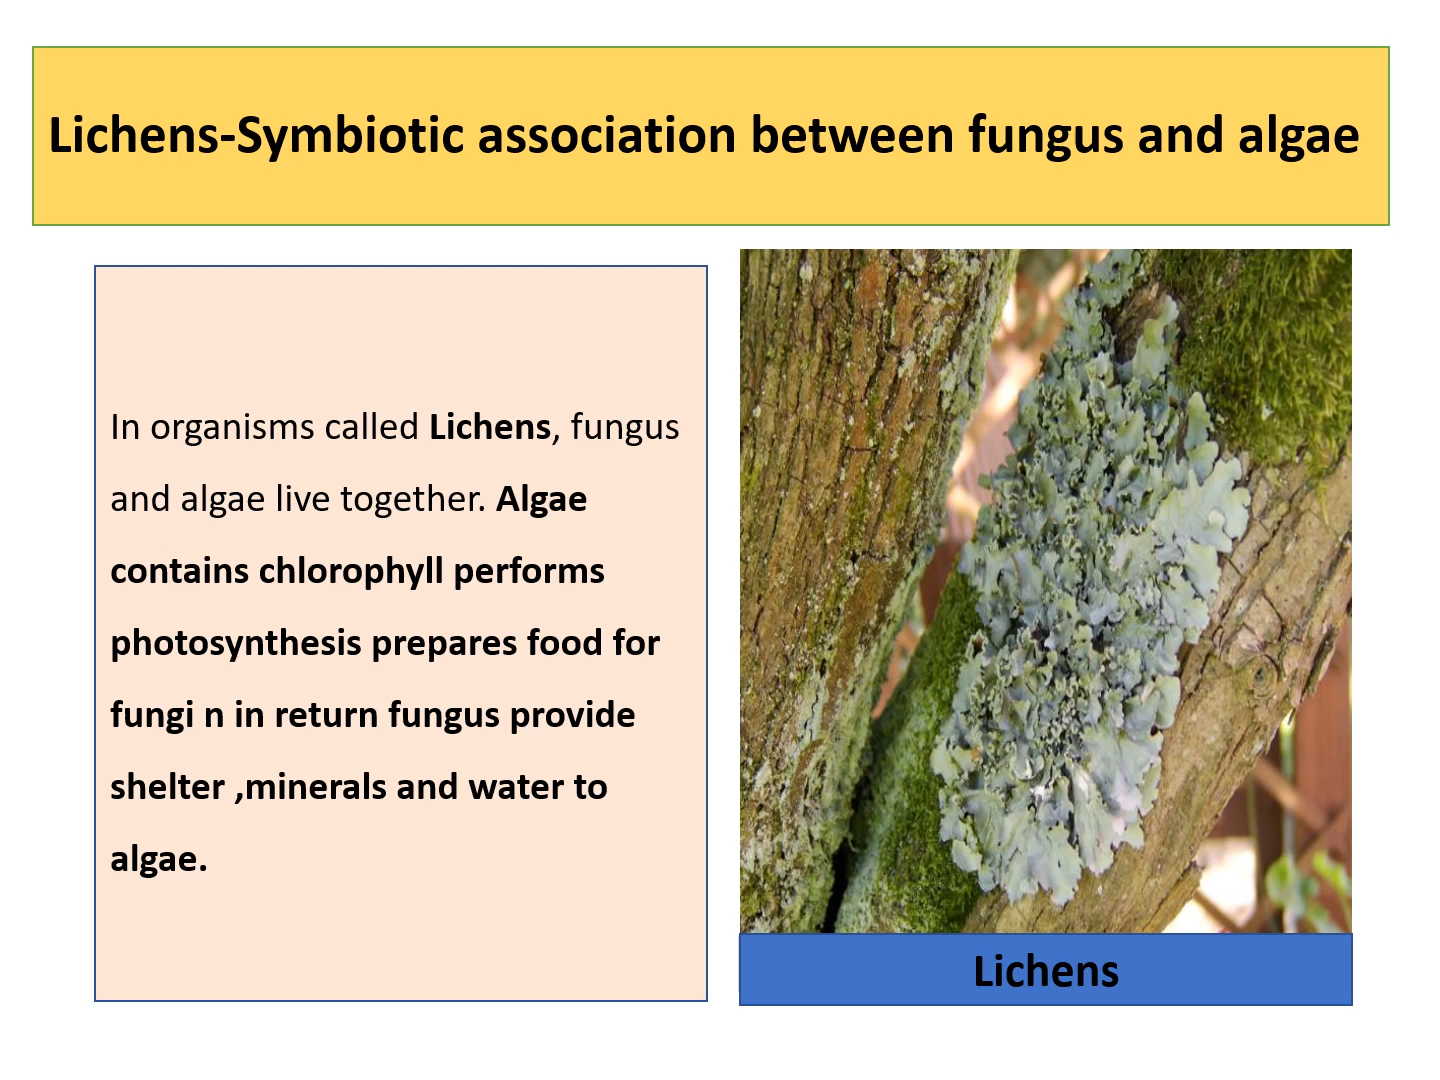 Lichens-Symbiotic association between fungus and algae
In organisms called Lichens, fungus
and algae live together. Algae
contains chlorophyll performs
photosynthesis prepares food for
fungi n in return fungus provide
shelter ,minerals and water to
algae.
Lichens